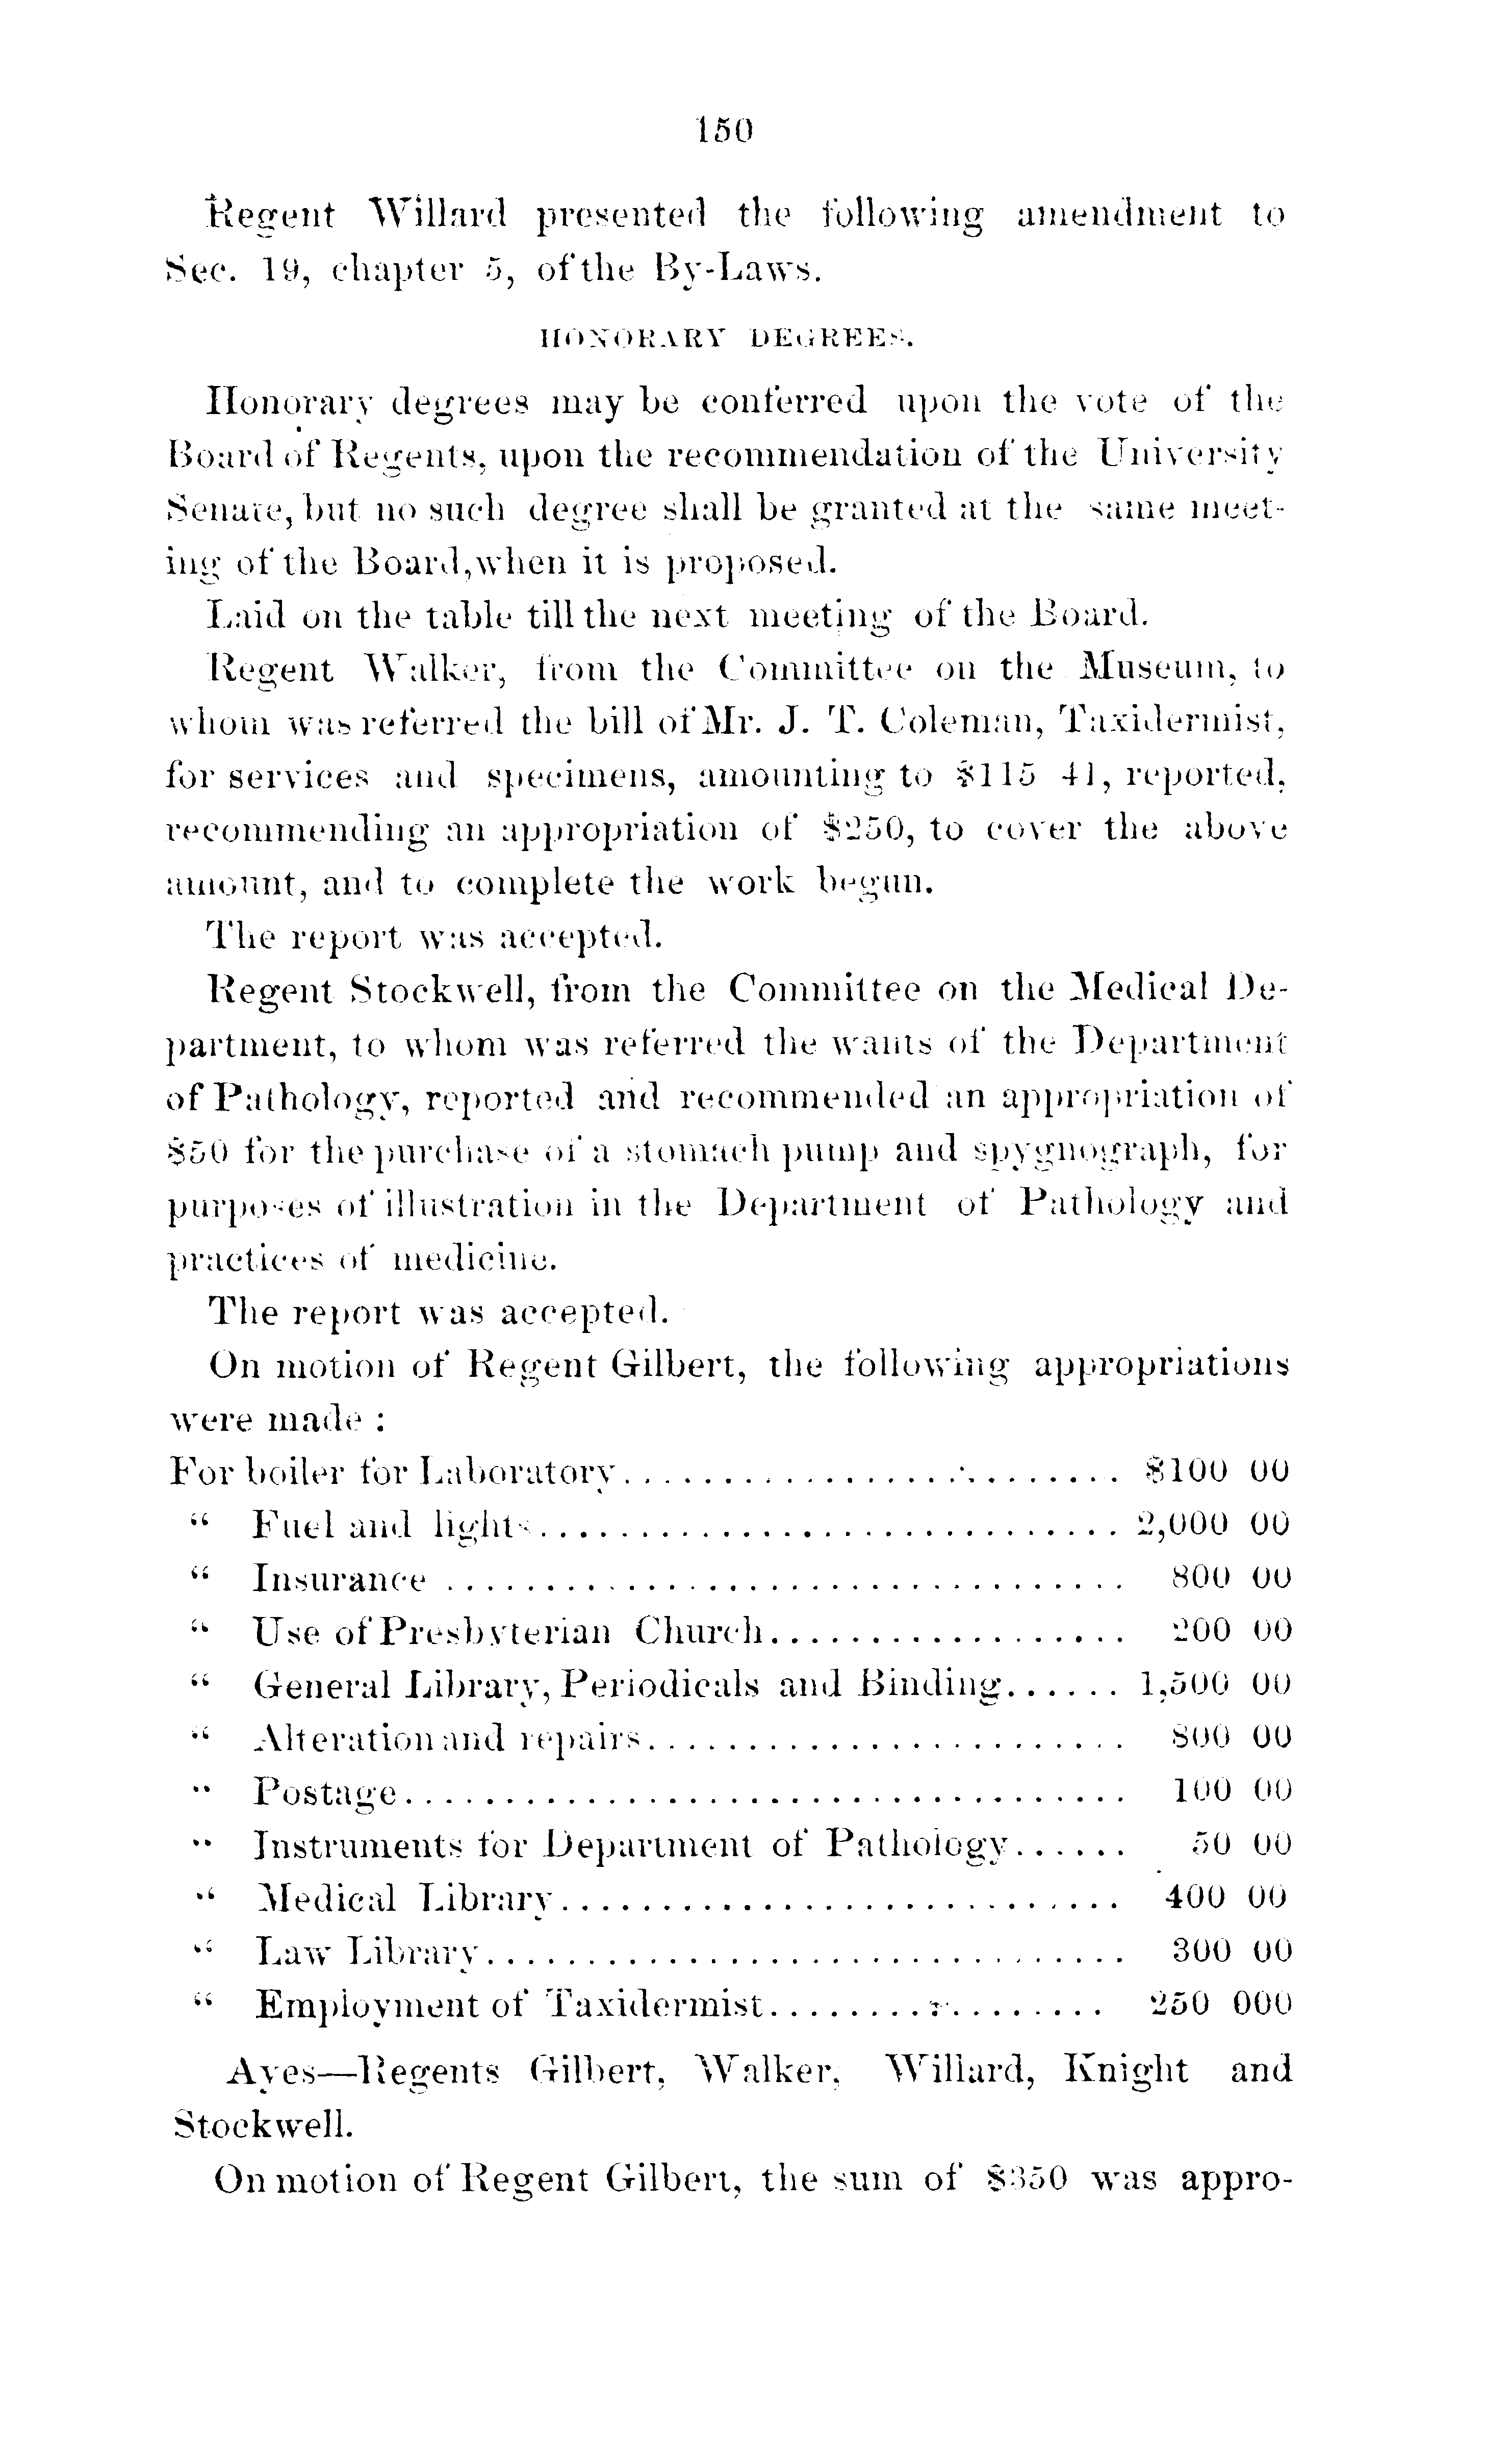 150
Regent Willard presented the following amendment to
Sec. 19, chapter 5, of the By-Laws.
HONORARY DEGREES.
Honorary degrees may be conferred upon the vote of the
Board of Regents, upon the recommendation of the University
Senate, but no such degree shall be granted at the same meet-
ing of the Board, when it is proposed.
Laid on the table till the next meeting of the Board.
Regent Walker, from the Committee on the Museum, to
whom was referred the bill of Mr. J. T. Coleman, Taxidermist,
for services and specimens, amounting to $115 41, reported,
recommending an appropriation of $250, to cover the above
amount, and to complete the work begun.
The report was accepted.
Regent Stockwell, from the Committee on the Medical De-
partment, to whom was referred the wants of the Department
of Pathology, reported and recommended an appropriation of
$50 for the purchase of a stomach pump and spygnograph, for
purposes of illustration in the Department of Pathology and
practices of medicine.
The report was accepted.
On motion of Regent Gilbert, the following appropriations
were made :
For boiler for Laboratory........................ $100 00
“ Fuel and lights............................. 2,000 00
“ Insurance .................................. 800 00
“ Use of Presbyterian Church.................. 200 00
“ General Library, Periodicals and Binding...... 1,500 00
“ Alteration and repairs........................ 800 00
“ Postage.................................... 100 00
“ Instruments for Department of Pathology...... 50 00
“ Medical Library............................ 400 00
“ Law Library................................ 300 00
“ Employment of Taxidermist................. 250 000
Ayes—Regents Gilbert, Walker, Willard, Knight and
Stockwell.
On motion of Regent Gilbert, the sum of $350 was appro-